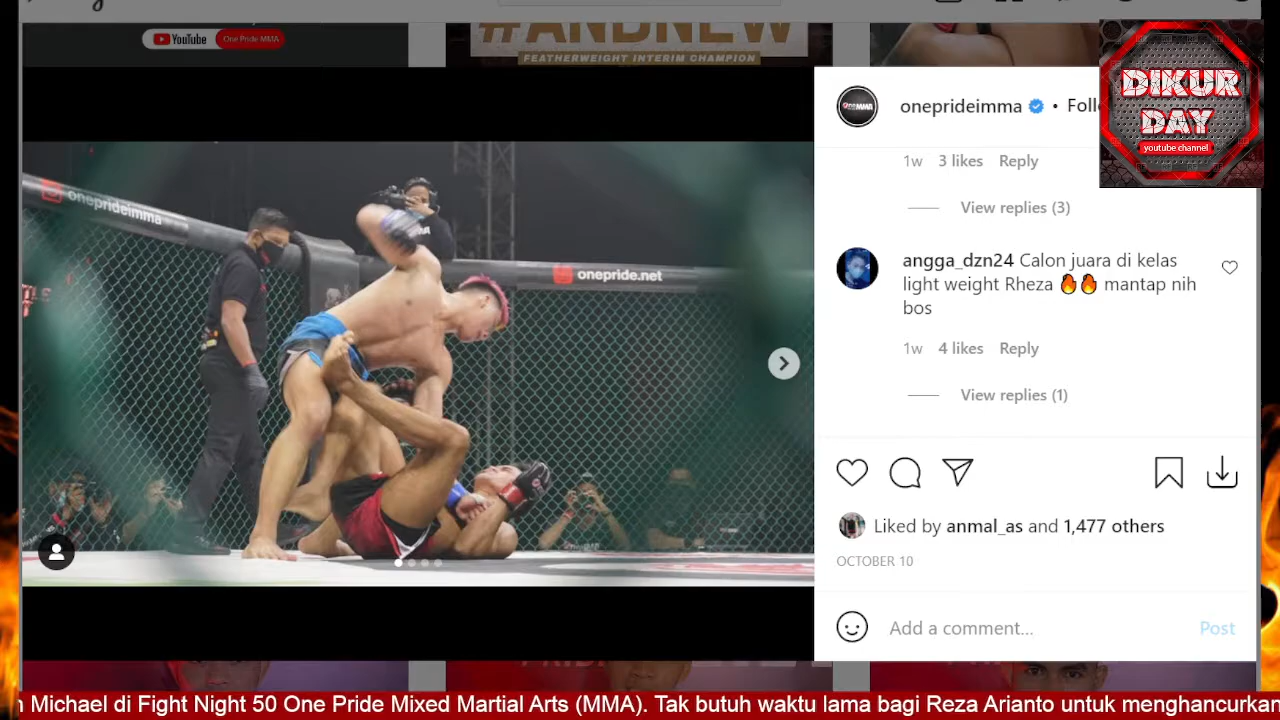 YouTube One Pride MMA
#ANDNEW
FEATHERWEIGHT INTERIM CHAMPION
DIKUR
DAY
youtube channel
oneprideimma • Foll
1w 3 likes Reply
View replies (3)
angga_dzn24 Calon juara di kelas
light weight Rheza 🔥🔥 mantap nih
bos
1w 4 likes Reply
View replies (1)
oneprideimma
onepride.net
Liked by anmal_as and 1,477 others
OCTOBER 10
Add a comment... Post
Michael di Fight Night 50 One Pride Mixed Martial Arts (MMA). Tak butuh waktu lama bagi Reza Arianto untuk menghancurkan